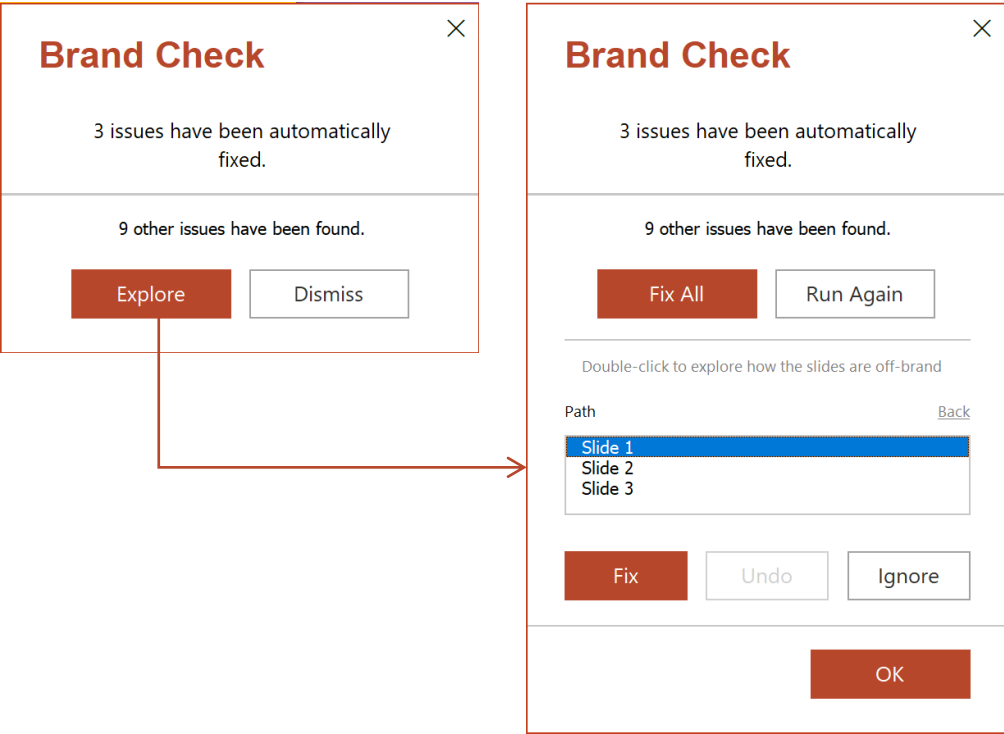 Brand Check
3 issues have been automatically
fixed.
9 other issues have been found.
Explore
Dismiss
Brand Check
3 issues have been automatically
fixed.
9 other issues have been found.
Fix All
Run Again
Double-click to explore how the slides are off-brand
Path
Back
Slide 1
Slide 2
Slide 3
Fix
Undo
Ignore
OK